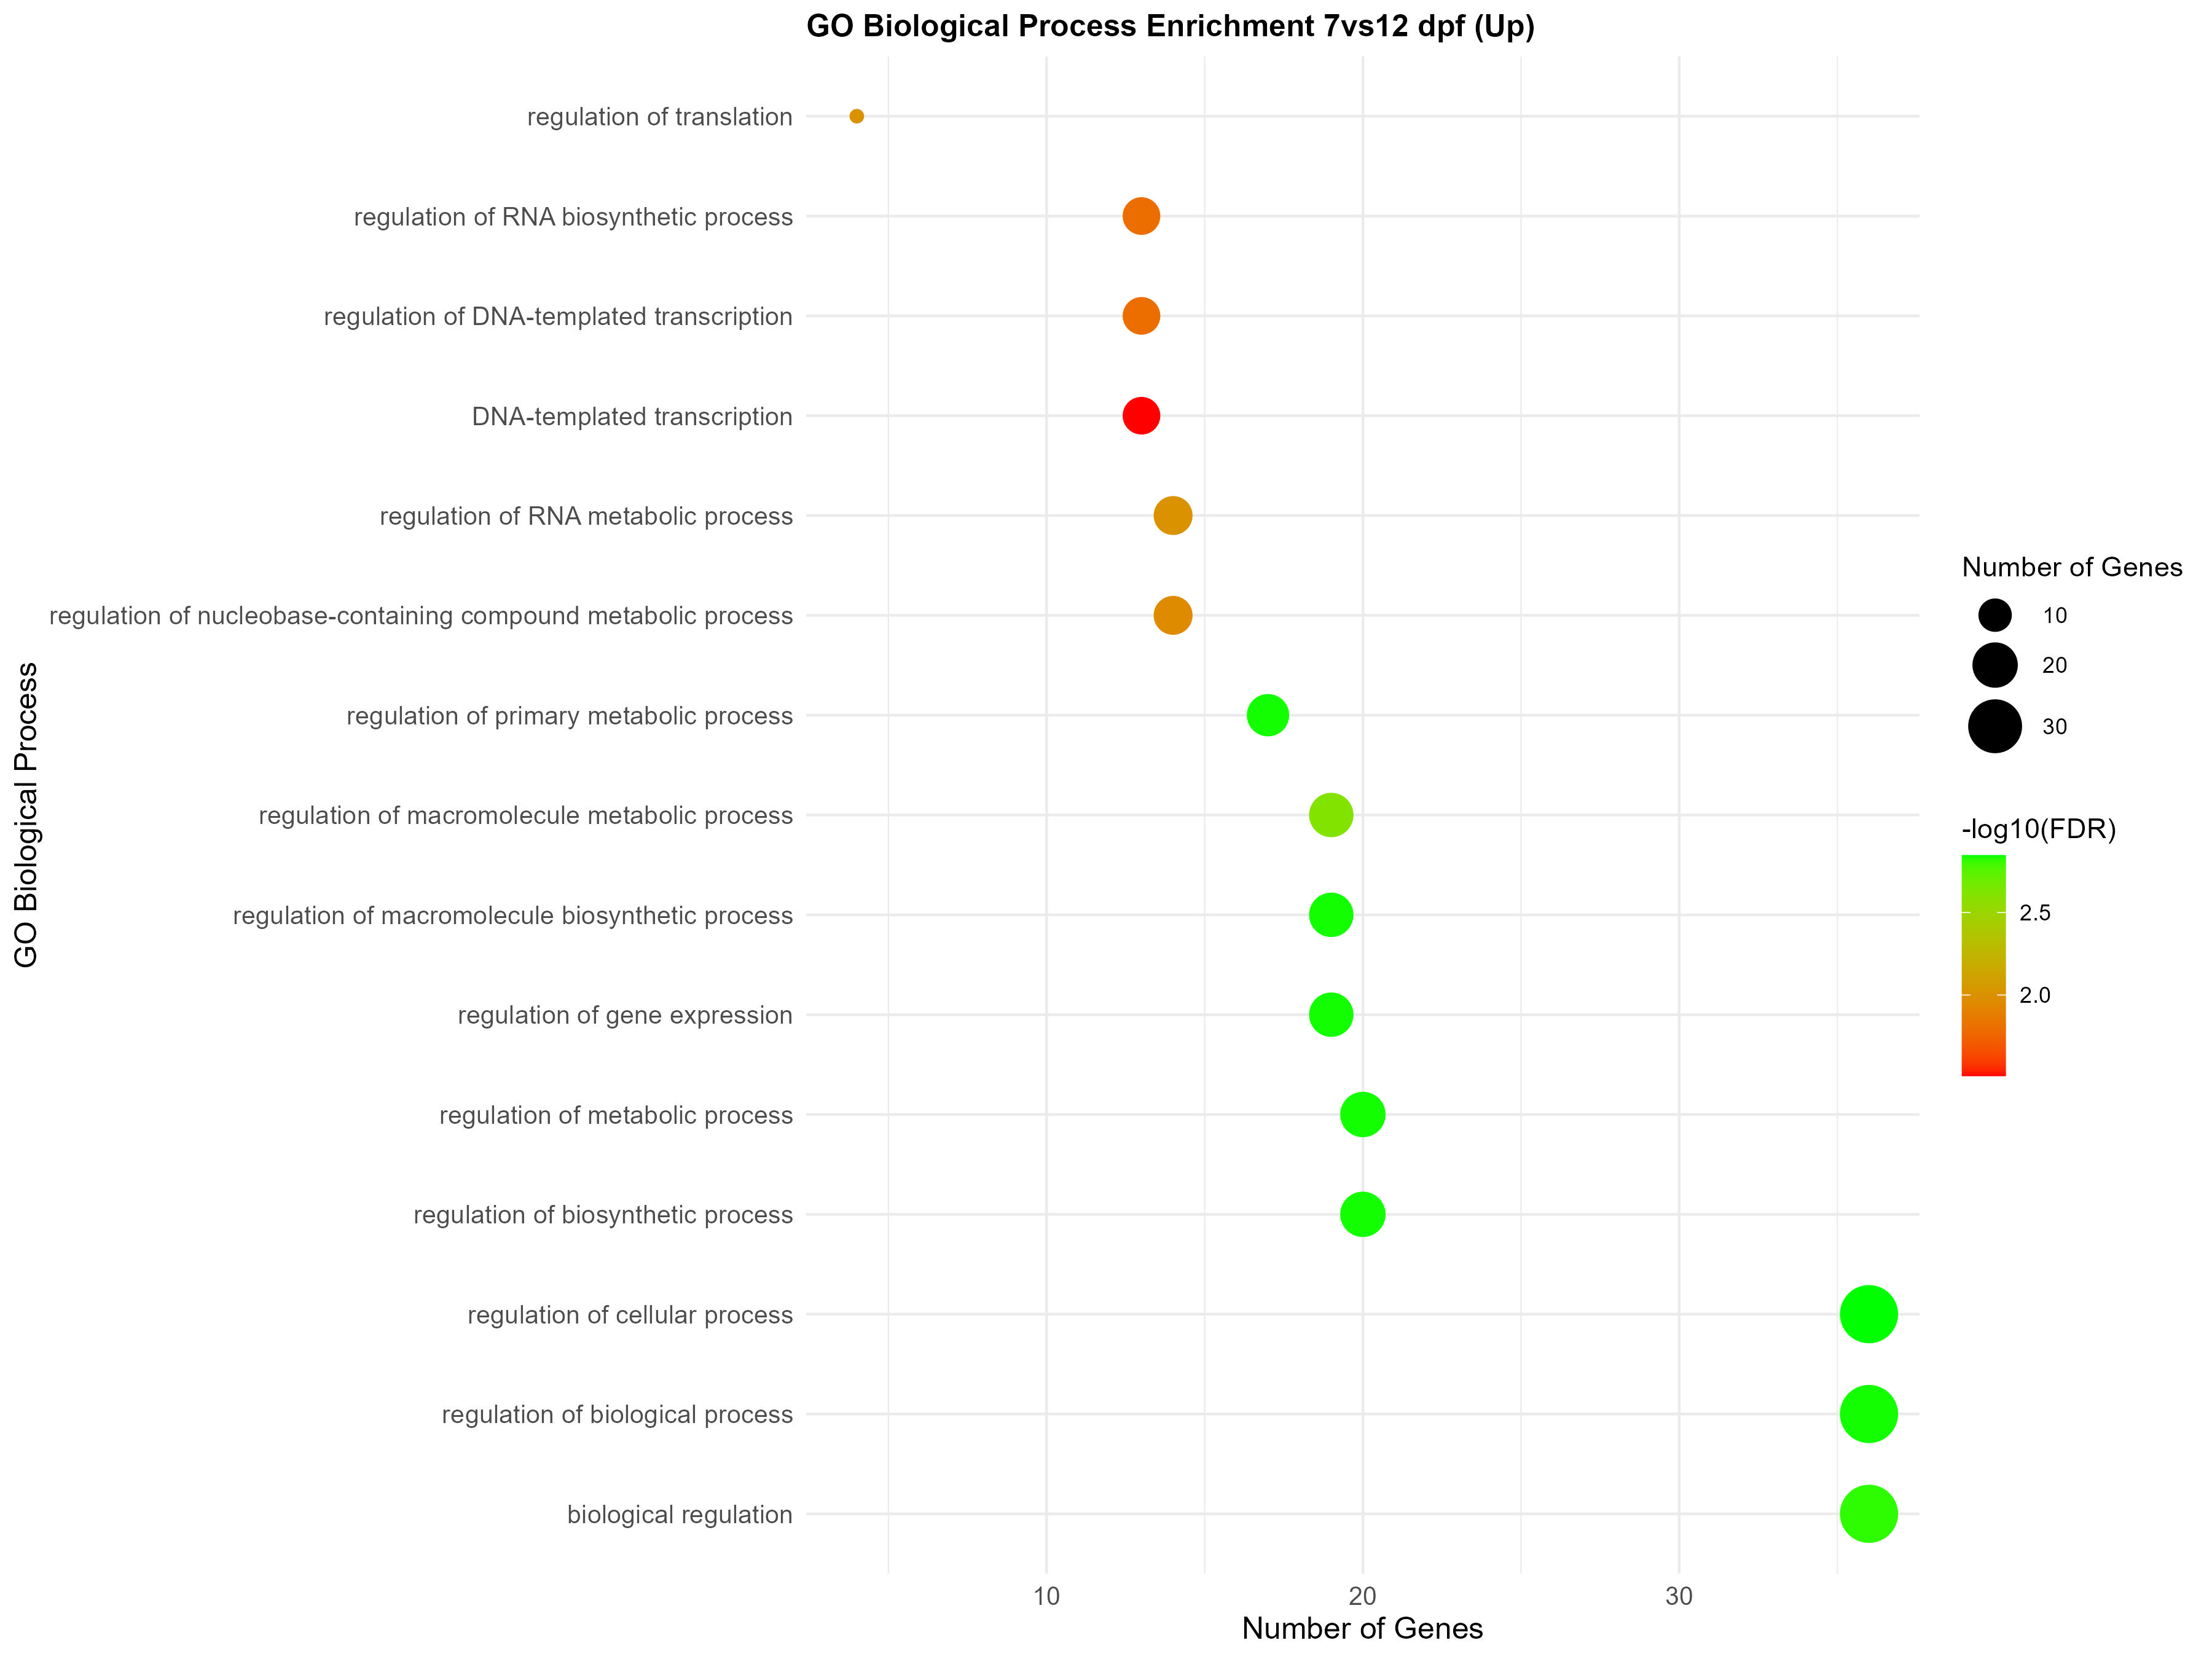 GO Biological Process Enrichment 7vs12 dpf (Up)
GO Biological Process
regulation of translation
regulation of RNA biosynthetic process
regulation of DNA-templated transcription
DNA-templated transcription
regulation of RNA metabolic process
regulation of nucleobase-containing compound metabolic process
regulation of primary metabolic process
regulation of macromolecule metabolic process
regulation of macromolecule biosynthetic process
regulation of gene expression
regulation of metabolic process
regulation of biosynthetic process
regulation of cellular process
regulation of biological process
biological regulation
10 20 30
Number of Genes
Number of Genes
10
20
30
-log10(FDR)
2.5
2.0